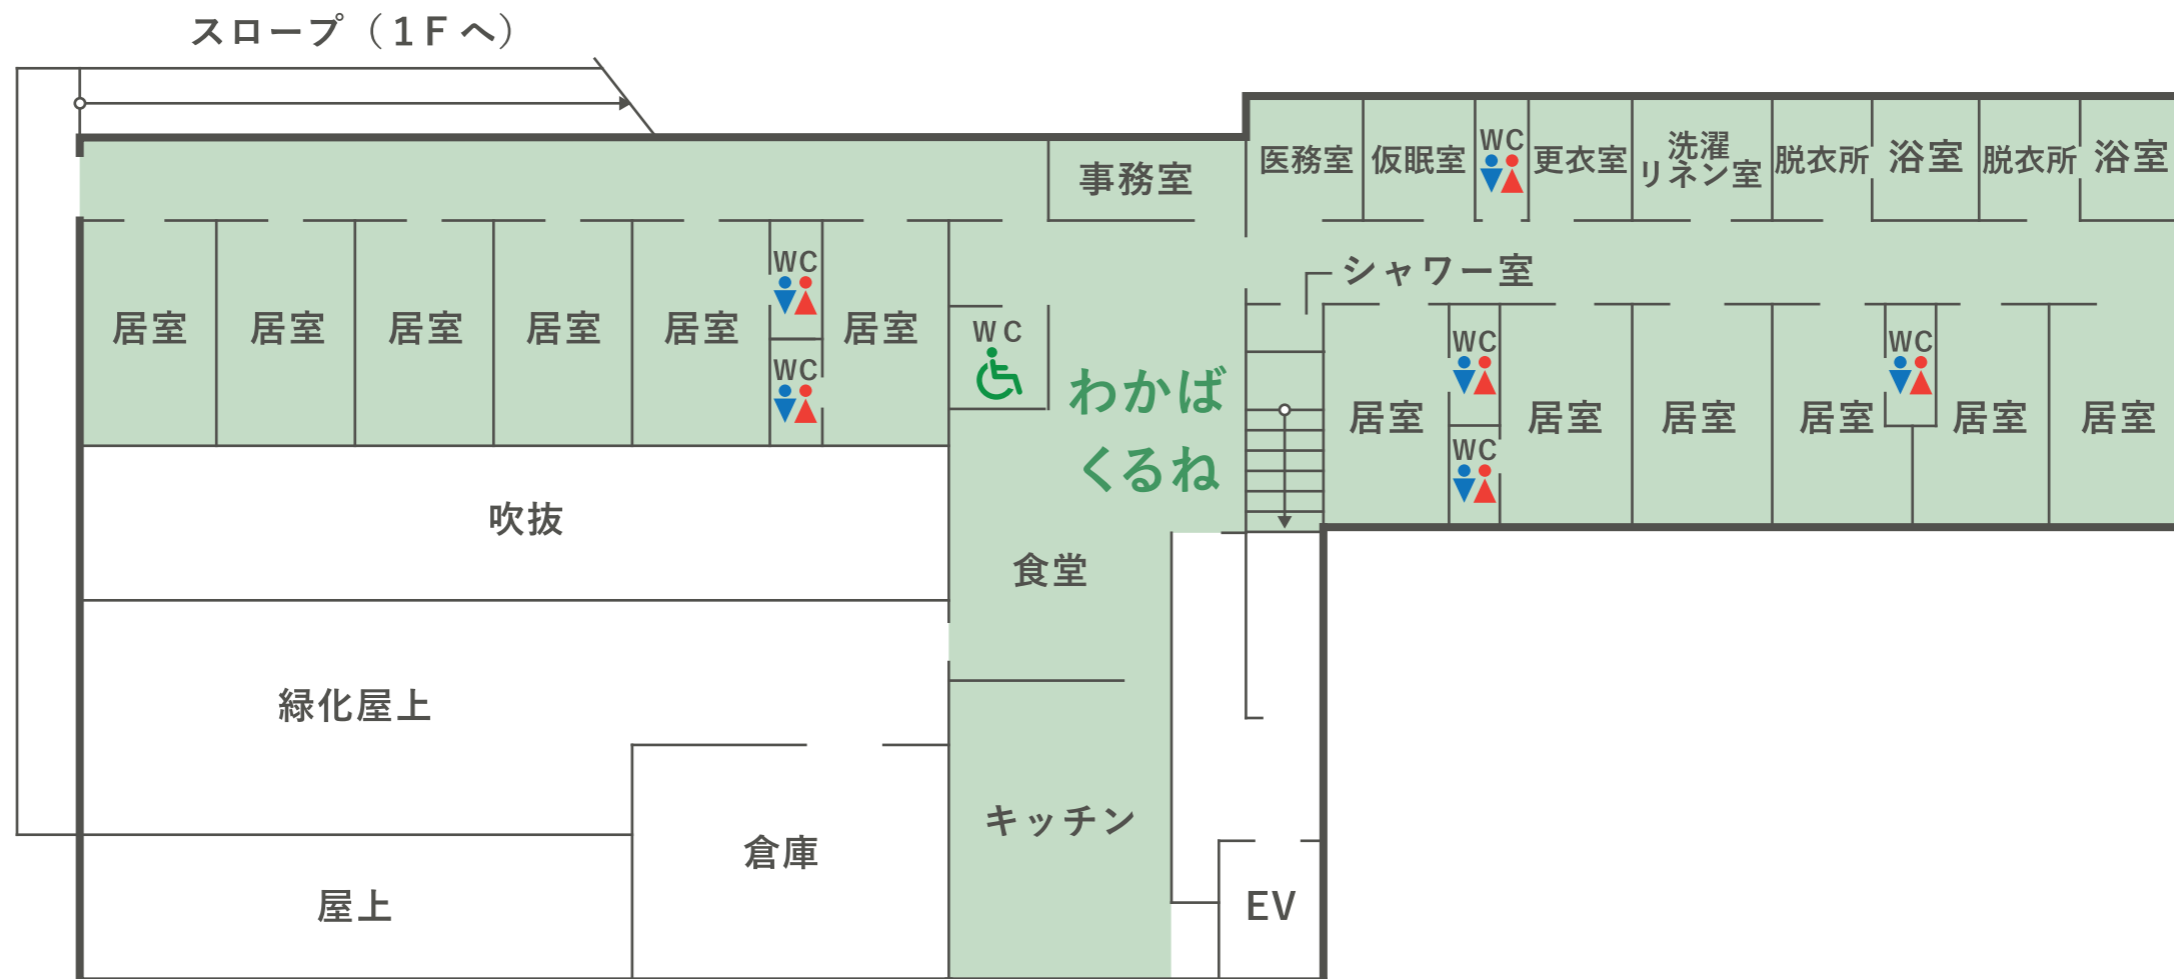 スロープ（1Fへ）
事務室
医務室
仮眠室
WC
更衣室
洗濯
リネン室
脱衣所
浴室
脱衣所
浴室
シャワー室
居室
居室
居室
居室
居室
WC
WC
居室
WC
わかば
くるね
居室
WC
WC
居室
居室
居室
WC
居室
居室
吹抜
食堂
緑化屋上
キッチン
倉庫
屋上
EV